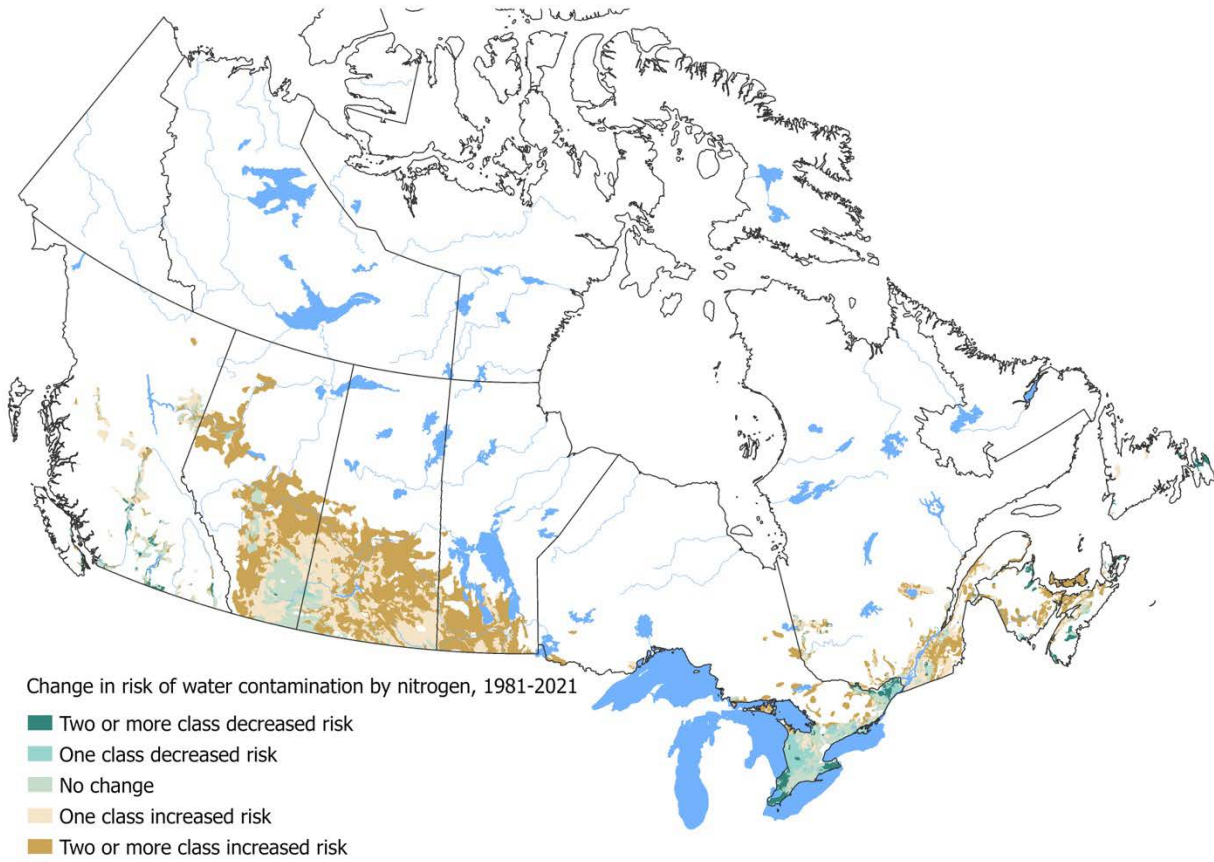 Change in risk of water contamination by nitrogen, 1981-2021
Two or more class decreased risk
One class decreased risk
No change
One class increased risk
Two or more class increased risk